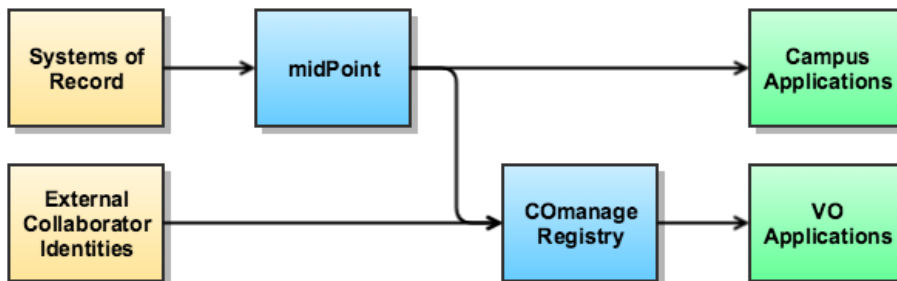 Systems of
Record
midPoint
Campus
Applications
External
Collaborator
Identities
COmanage
Registry
VO
Applications